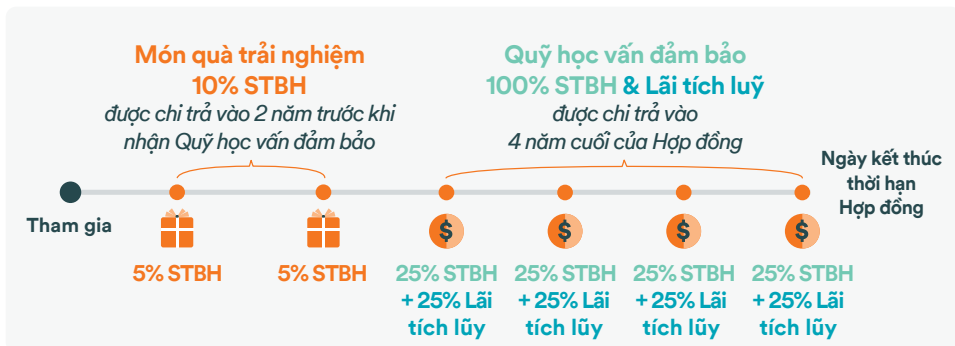 Món quà trải nghiệm
10% STBH
được chi trả vào 2 năm trước khi
nhận Quỹ học vấn đảm bảo
Quỹ học vấn đảm bảo
100% STBH & Lãi tích luỹ
được chi trả vào
4 năm cuối của Hợp đồng
Ngày kết thúc
thời hạn
Hợp đồng
Tham gia
5% STBH
5% STBH
$
$
$
$
25% STBH
+ 25% Lãi
tích lũy
25% STBH
+ 25% Lãi
tích lũy
25% STBH
+ 25% Lãi
tích lũy
25% STBH
+ 25% Lãi
tích lũy